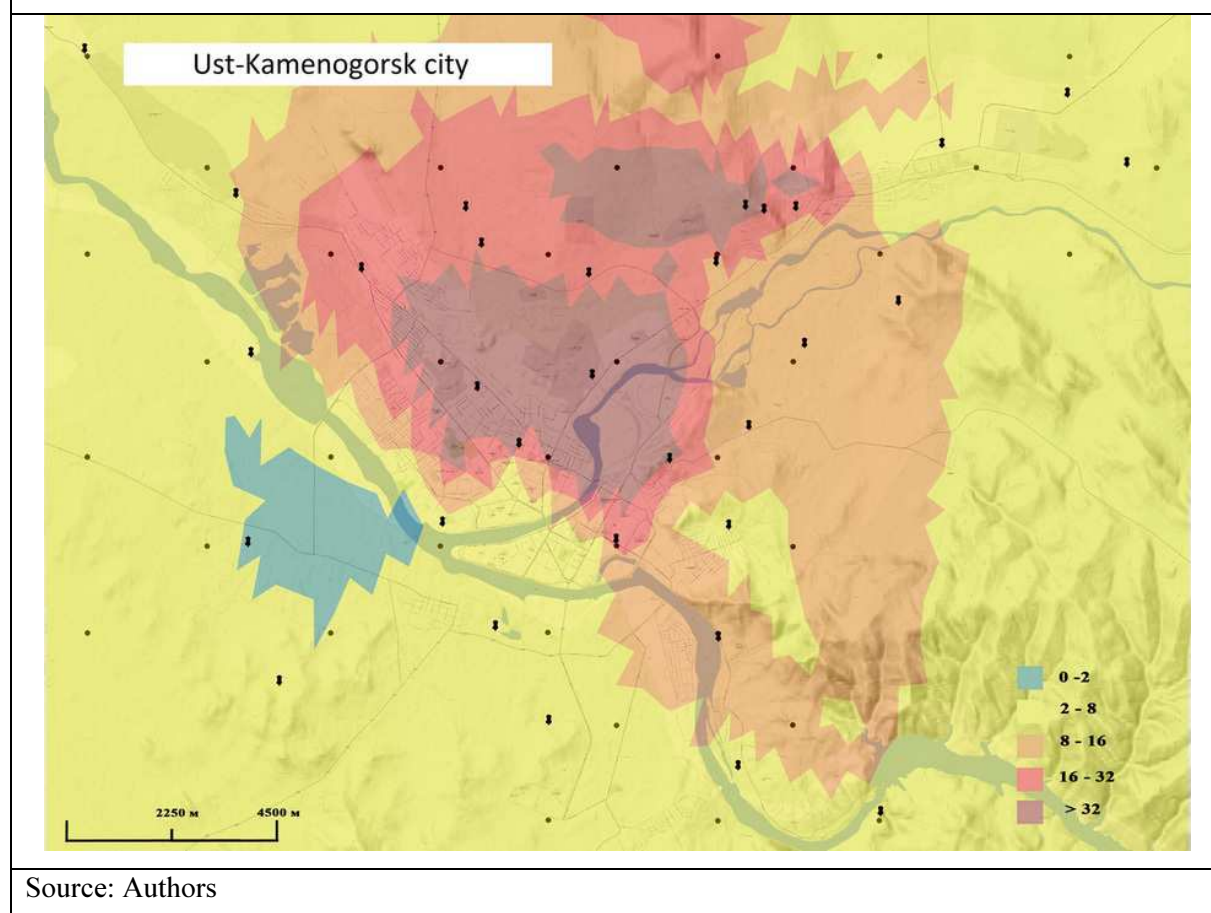 Ust-Kamenogorsk city
0 -2
2 - 8
8 - 16
16 - 32
> 32
2250 м
4500 м
Source: Authors